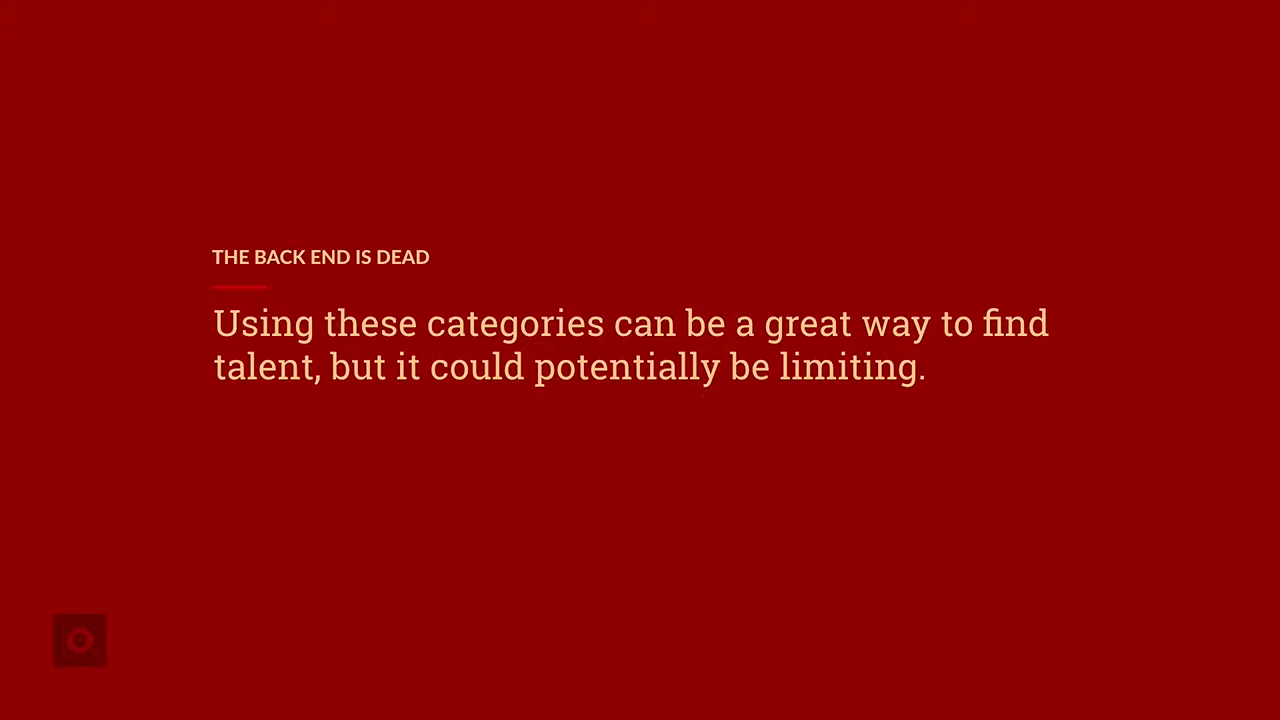 THE BACK END IS DEAD
Using these categories can be a great way to find
talent, but it could potentially be limiting.